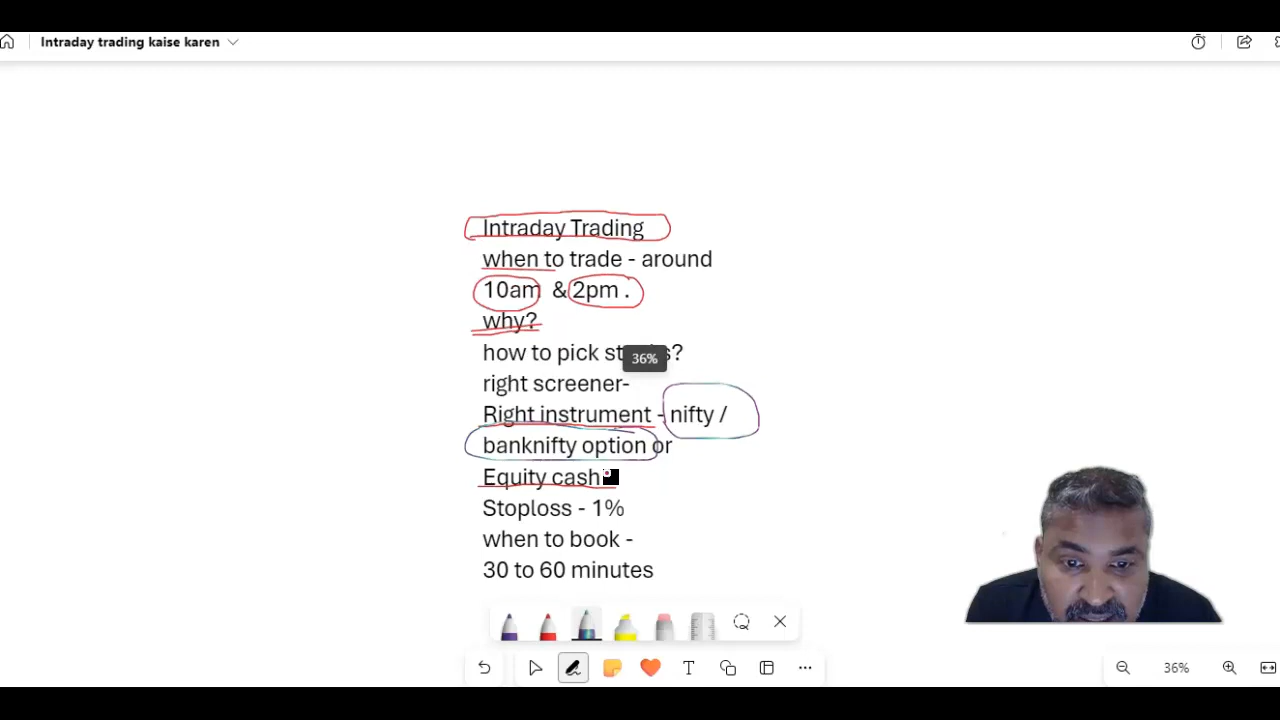 Intraday trading kaise karen
Intraday Trading
when to trade - around
10am & 2pm .
why?
how to pick
36%
right screener-
Right instrument - nifty /
banknifty option or
Equity cash
Stoploss - 1%
when to book -
30 to 60 minutes
T
36%